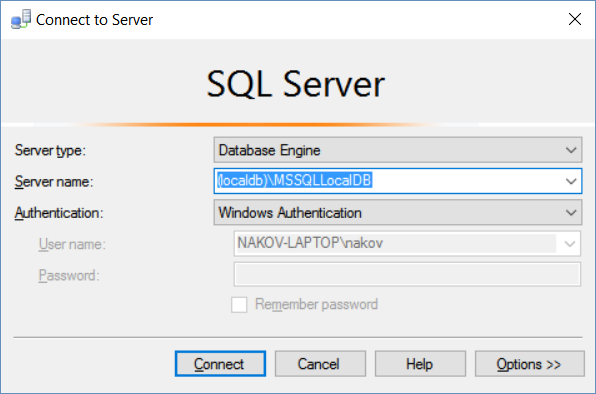 Connect to Server
SQL Server
Server type: Database Engine
Server name: (localdb)\MSSQLLocalDB
Authentication: Windows Authentication
User name: NAKOV-LAPTOP\nakov
Password:
Remember password
Connect Cancel Help Options >>